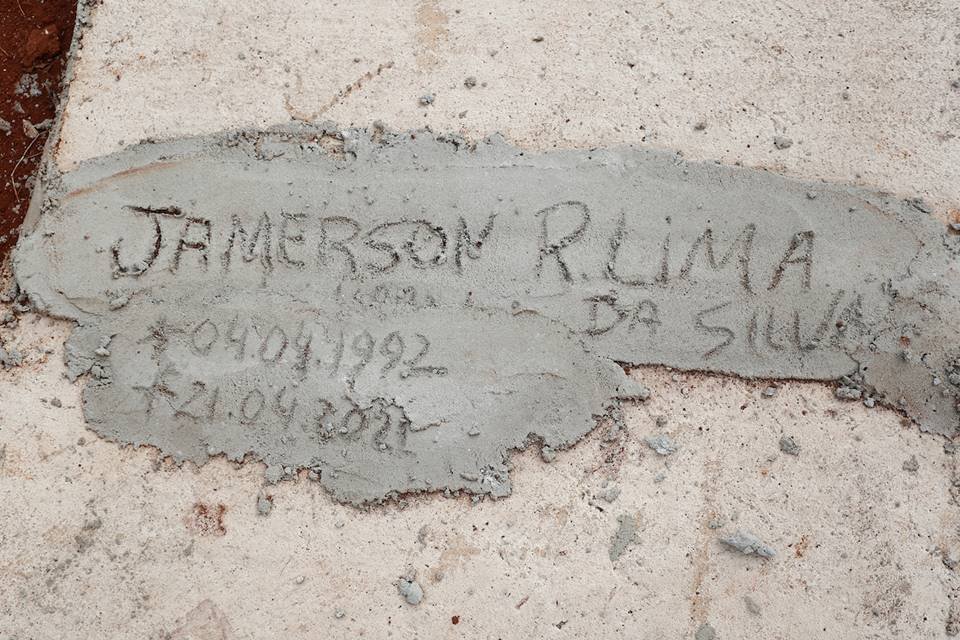 JAMERSON R. LIMA
DA SILVA
* 04.04.1992
† 21.04.2021